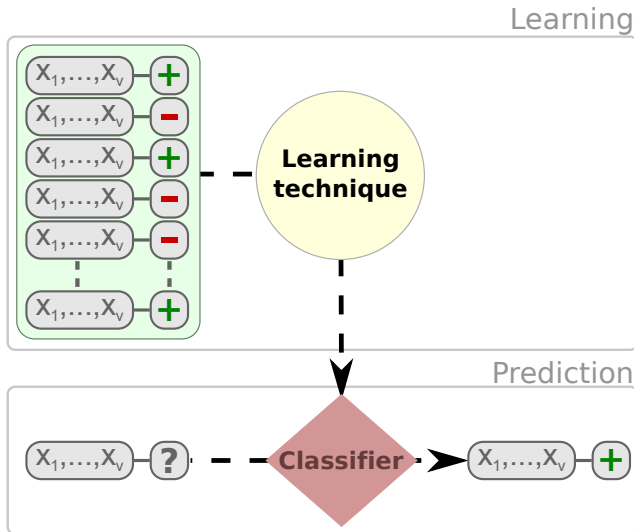 Learning
X1,...,Xv +
X1,...,Xv -
X1,...,Xv +
X1,...,Xv -
X1,...,Xv -
X1,...,Xv +
Learning
technique
Prediction
X1,...,Xv ?
Classifier
X1,...,Xv +